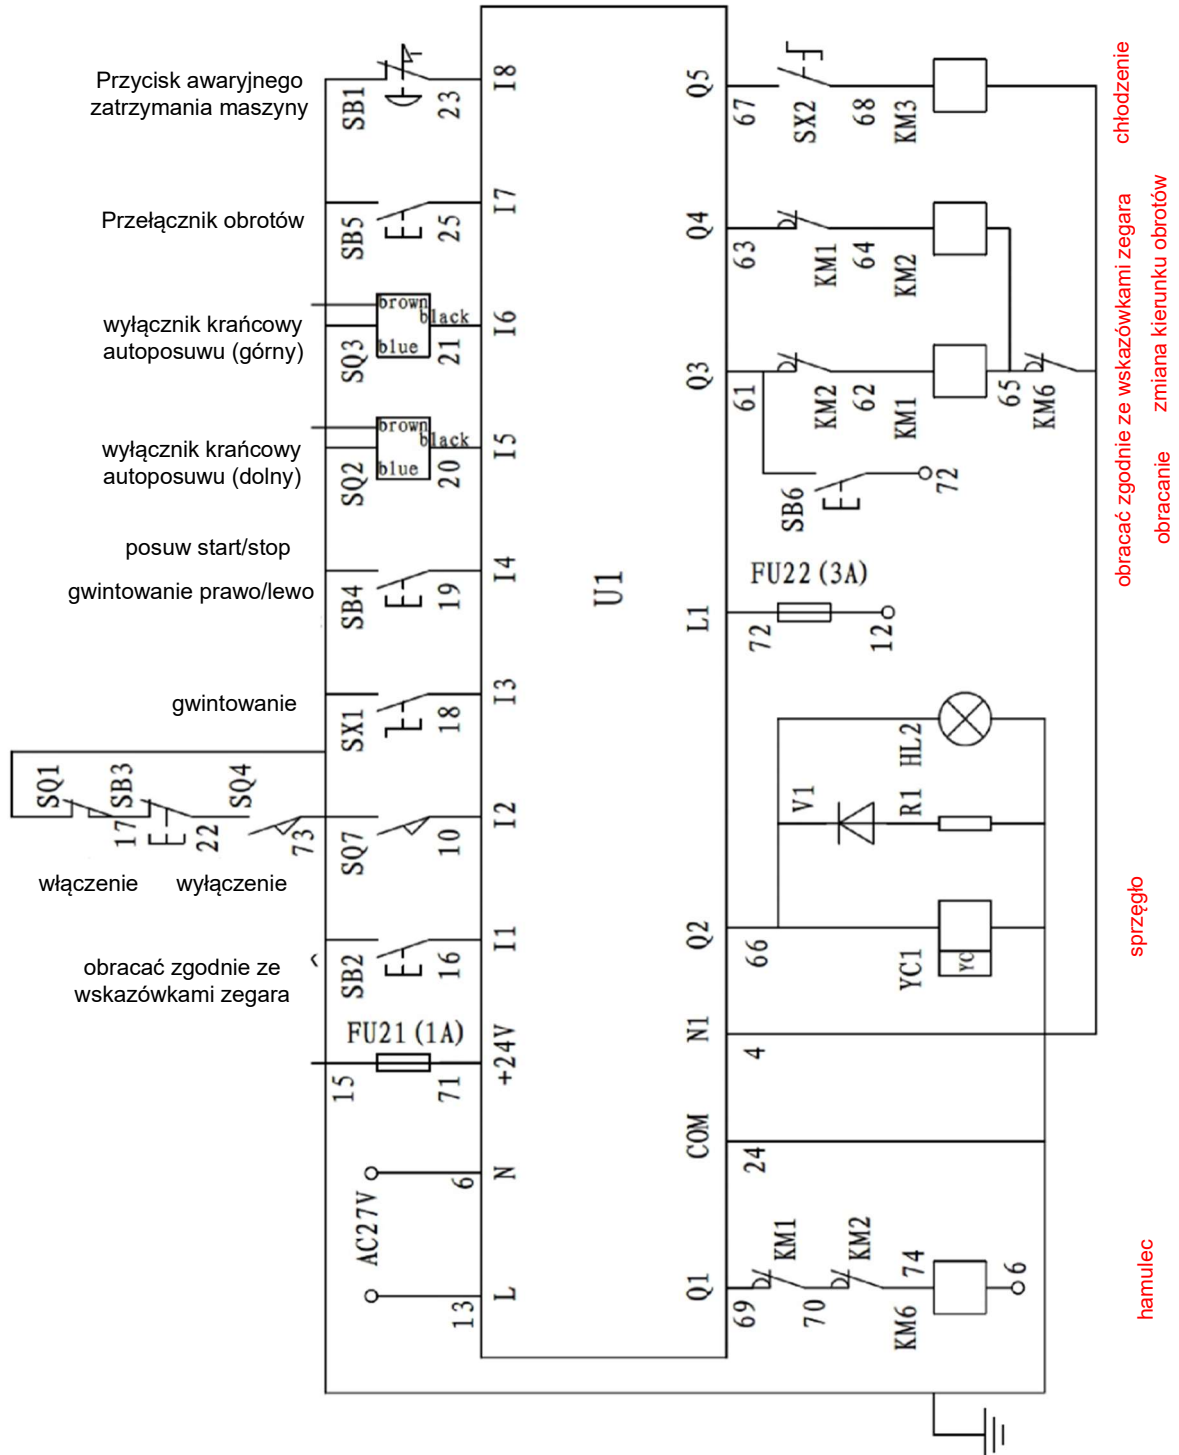 Przycisk awaryjnego
zatrzymania maszyny
SB1
23
I8
Przełącznik obrotów
SB5
25
I7
wyłącznik krańcowy
autoposuwu (górny)
SQ3
brown
black
blue
21
I6
wyłącznik krańcowy
autoposuwu (dolny)
SQ2
brown
black
blue
20
I5
posuw start/stop
gwintowanie prawo/lewo
SB4
19
I4
gwintowanie
SX1
18
I3
SQ1
17
SB3
22
SQ4
73
SQ7
10
I2
włączenie
wyłączenie
obracać zgodnie ze
wskazówkami zegara
SB2
16
I1
FU21(1A)
15
71
+24V
AC27V
6
N
13
L
U1
Q5
67
SX2
68
KM3
chłodzenie
Q4
63
KM1
64
KM2
zmiana kierunku obrotów
obracać zgodnie ze wskazówkami zegara
Q3
61
KM2
62
KM1
65
KM6
obracanie
SB6
72
FU22(3A)
L1
72
12
HL2
V1
R1
Q2
66
YC1
YC
sprzęgło
N1
4
COM
24
Q1
69
KM1
70
KM2
74
KM6
6
hamulec